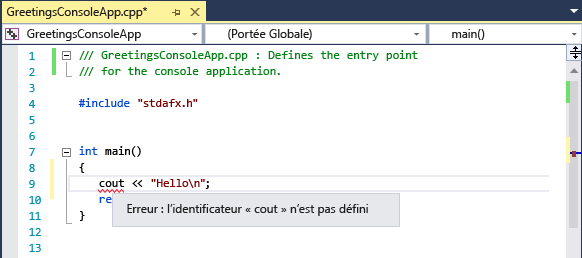 GreetingsConsoleApp.cpp*
GreetingsConsoleApp (Portée Globale) main()
1 /// GreetingsConsoleApp.cpp : Defines the entry point
2 /// for the console application.
3
4 #include "stdafx.h"
5
6
7 int main()
8 {
9 cout << "Hello\n";
10 re
Erreur : l’identificateur « cout » n’est pas défini
11 }
12
13